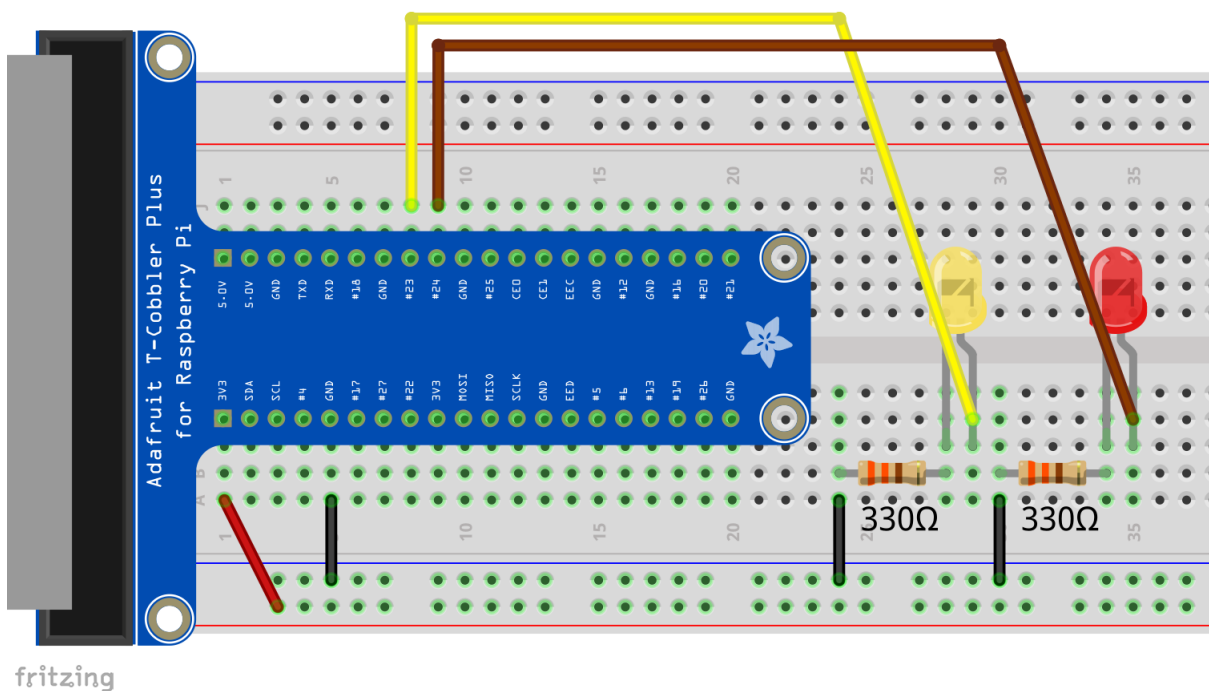 Adafruit T-Cobbler Plus
for Raspberry Pi
1 5 10 15 20 25 30 35
J
5.0V 5.0V GND TXD RXD #18 GND #23 #24 GND #25 CE0 CE1 EEC GND #12 GND #16 #20 #21
3V3 SDA SCL #4 GND #17 #27 #22 3V3 MOSI MISO SCLK GND EED #5 #6 #13 #19 #26 GND
B
A
330Ω 330Ω
1 10 15 20 25 35
fritzing